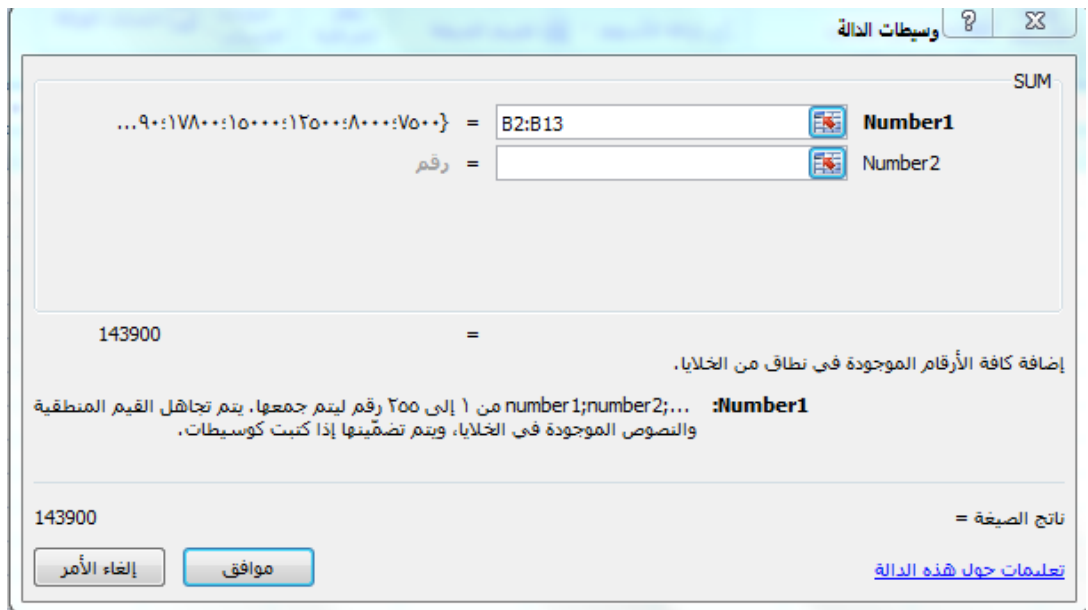 وسيطات الدالة
SUM
Number1 B2:B13 = {٧٥٠٠؛٨٠٠٠؛١٢٥٠٠؛١٥٠٠٠؛١٧٨٠٠؛٩٠...
Number2 = رقم
= 143900
إضافة كافة الأرقام الموجودة في نطاق من الخلايا.
Number1: number1;number2;... من ١ إلى ٢٥٥ رقم ليتم جمعها. يتم تجاهل القيم المنطقية
والنصوص الموجودة في الخلايا، ويتم تضمّينها إذا كتبت كوسيطات.
ناتج الصيغة = 143900
تعليمات حول هذه الدالة موافق إلغاء الأمر